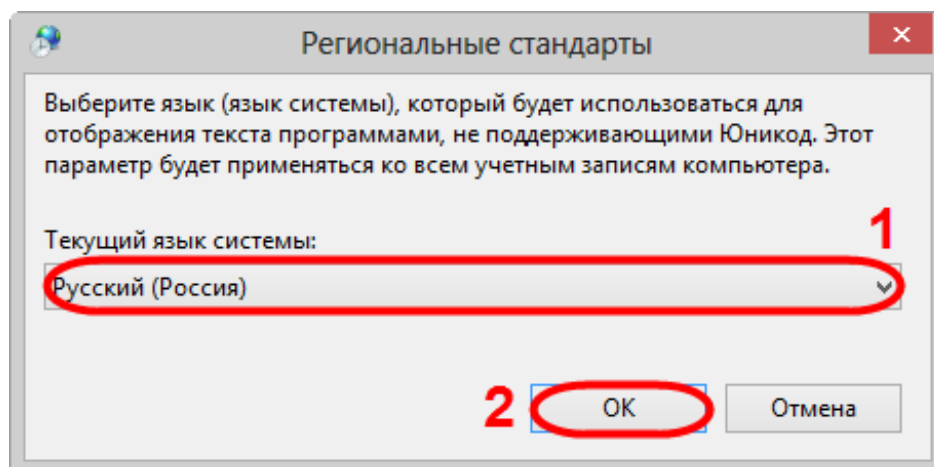 Региональные стандарты
Выберите язык (язык системы), который будет использоваться для
отображения текста программами, не поддерживающими Юникод. Этот
параметр будет применяться ко всем учетным записям компьютера.
Текущий язык системы:
1
Русский (Россия)
2 ОК Отмена